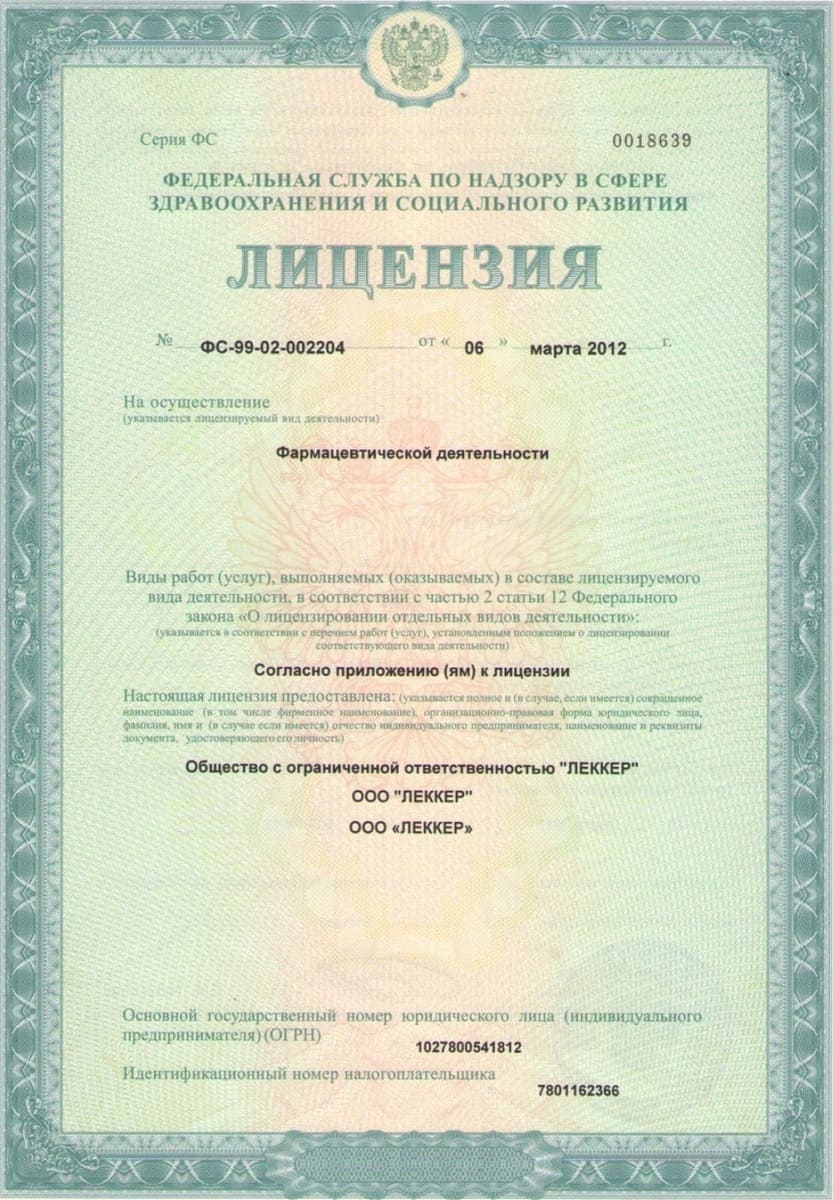 Серия ФС
0018639
ФЕДЕРАЛЬНАЯ СЛУЖБА ПО НАДЗОРУ В СФЕРЕ
ЗДРАВООХРАНЕНИЯ И СОЦИАЛЬНОГО РАЗВИТИЯ
ЛИЦЕНЗИЯ
№ ФС-99-02-002204 от « 06 » марта 2012 г.
На осуществление
(указывается лицензируемый вид деятельности)
Фармацевтической деятельности
Виды работ (услуг), выполняемых (оказываемых) в составе лицензируемого
вида деятельности, в соответствии с частью 2 статьи 12 Федерального
закона «О лицензировании отдельных видов деятельности»:
(указывается в соответствии с перечнем работ (услуг), установленным положением о лицензировании
соответствующего вида деятельности)
Согласно приложению (ям) к лицензии
Настоящая лицензия предоставлена: (указывается полное и (в случае, если имеется) сокращенное
наименование (в том числе фирменное наименование), организационно-правовая форма юридического лица,
фамилия, имя и (в случае если имеется) отчество индивидуального предпринимателя, наименование и реквизиты
документа, удостоверяющего его личность)
Общество с ограниченной ответственностью "ЛЕККЕР"
ООО "ЛЕККЕР"
ООО «ЛЕККЕР»
Основной государственный номер юридического лица (индивидуального
предпринимателя) (ОГРН)
1027800541812
Идентификационный номер налогоплательщика
7801162366